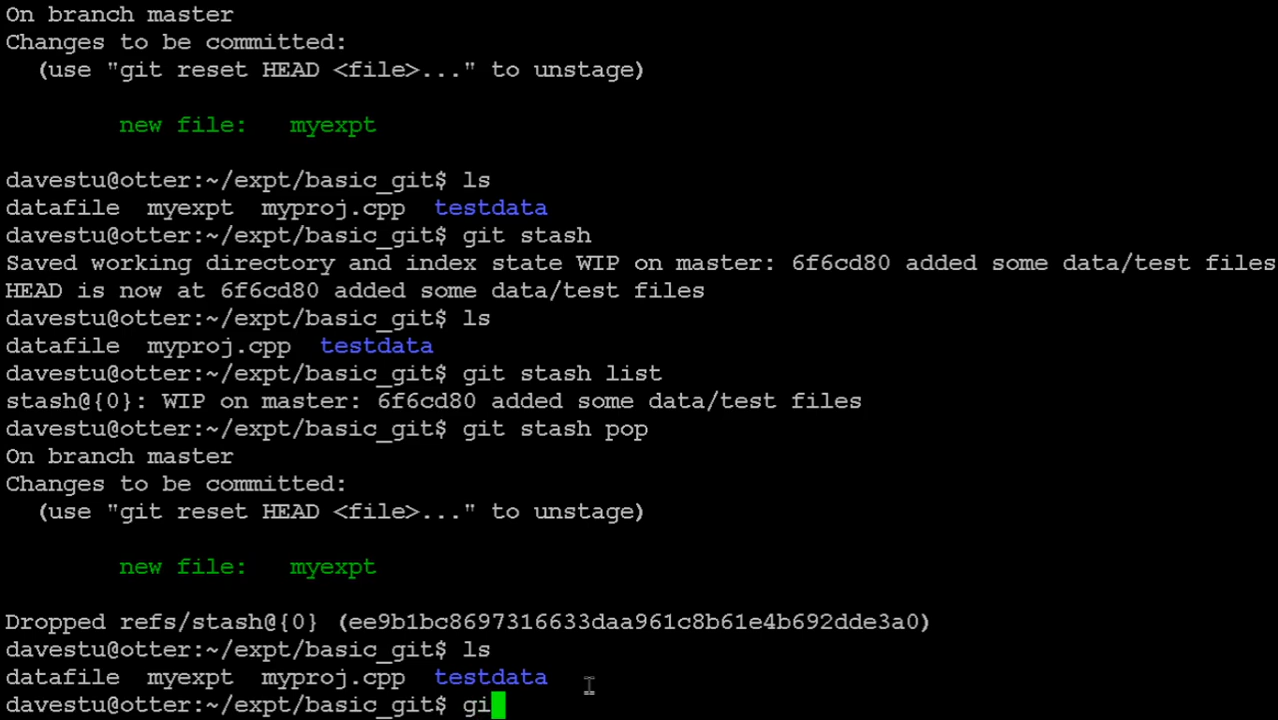 On branch master
Changes to be committed:
  (use "git reset HEAD <file>..." to unstage)
        new file:   myexpt
davestu@otter:~/expt/basic_git$ ls
datafile  myexpt  myproj.cpp  testdata
davestu@otter:~/expt/basic_git$ git stash
Saved working directory and index state WIP on master: 6f6cd80 added some data/test files
HEAD is now at 6f6cd80 added some data/test files
davestu@otter:~/expt/basic_git$ ls
datafile  myproj.cpp  testdata
davestu@otter:~/expt/basic_git$ git stash list
stash@{0}: WIP on master: 6f6cd80 added some data/test files
davestu@otter:~/expt/basic_git$ git stash pop
On branch master
Changes to be committed:
  (use "git reset HEAD <file>..." to unstage)
        new file:   myexpt
Dropped refs/stash@{0} (ee9b1bc8697316633daa961c8b61e4b692dde3a0)
davestu@otter:~/expt/basic_git$ ls
datafile  myexpt  myproj.cpp  testdata
davestu@otter:~/expt/basic_git$ gi